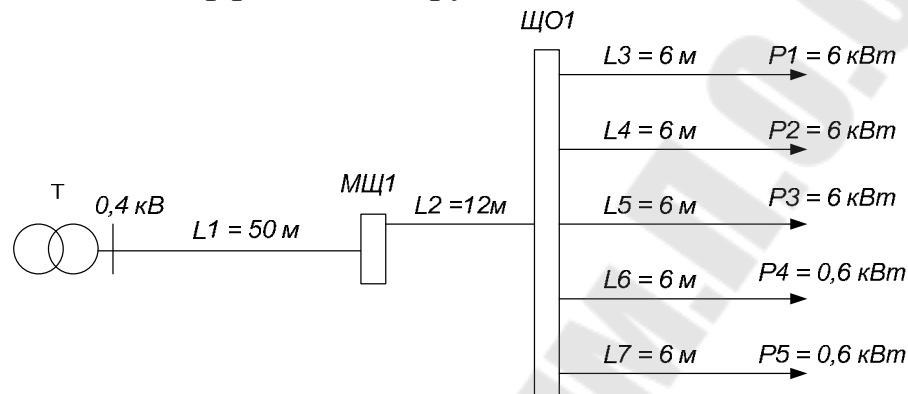 ЩО1
L3 = 6 м P1 = 6 кВт
L4 = 6 м P2 = 6 кВт
МЩ1
Т 0,4 кВ L1 = 50 м L2 =12м L5 = 6 м P3 = 6 кВт
L6 = 6 м P4 = 0,6 кВт
L7 = 6 м P5 = 0,6 кВт